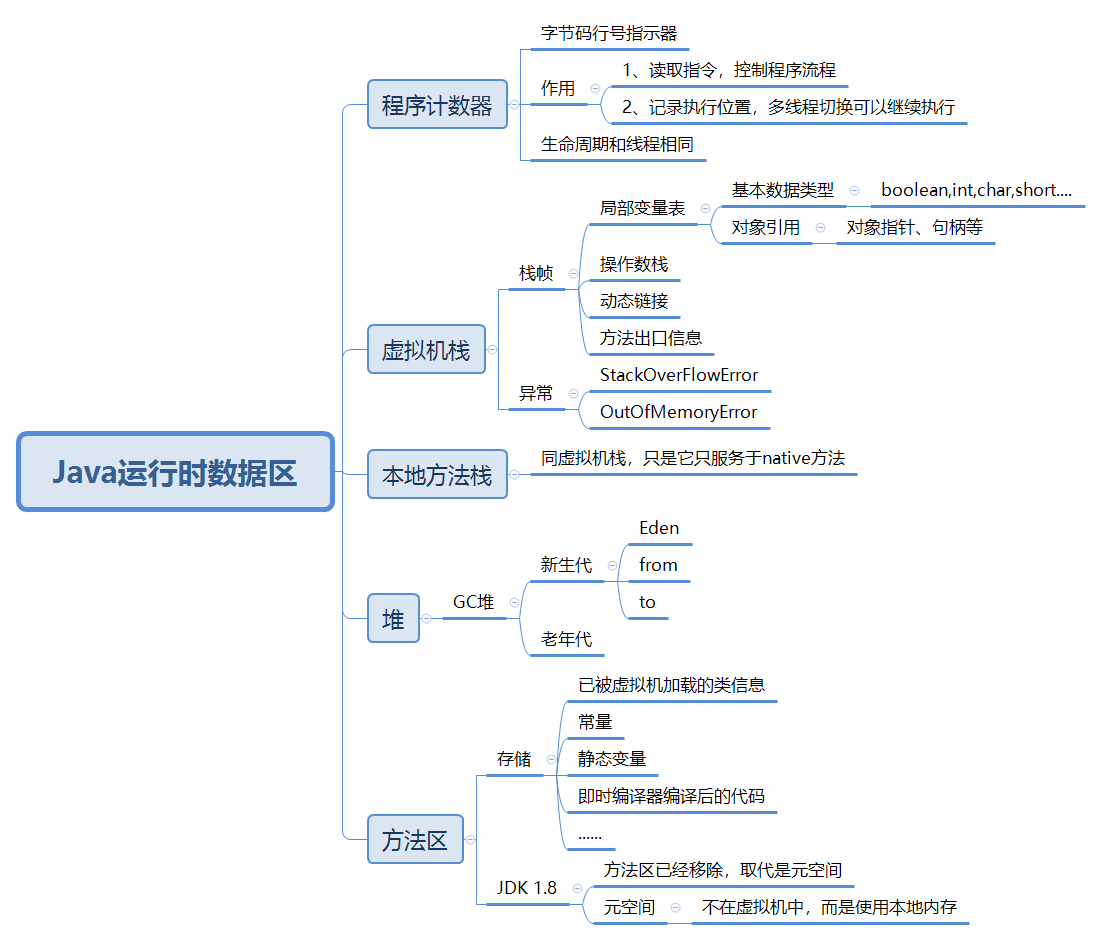 Java运行时数据区
程序计数器
字节码行号指示器
作用
1、读取指令，控制程序流程
2、记录执行位置，多线程切换可以继续执行
生命周期和线程相同
虚拟机栈
栈帧
局部变量表
基本数据类型
boolean,int,char,short....
对象引用
对象指针、句柄等
操作数栈
动态链接
方法出口信息
异常
StackOverFlowError
OutOfMemoryError
本地方法栈
同虚拟机栈，只是它只服务于native方法
堆
GC堆
新生代
Eden
from
to
老年代
方法区
存储
已被虚拟机加载的类信息
常量
静态变量
即时编译器编译后的代码
......
JDK 1.8
方法区已经移除，取代是元空间
元空间
不在虚拟机中，而是使用本地内存